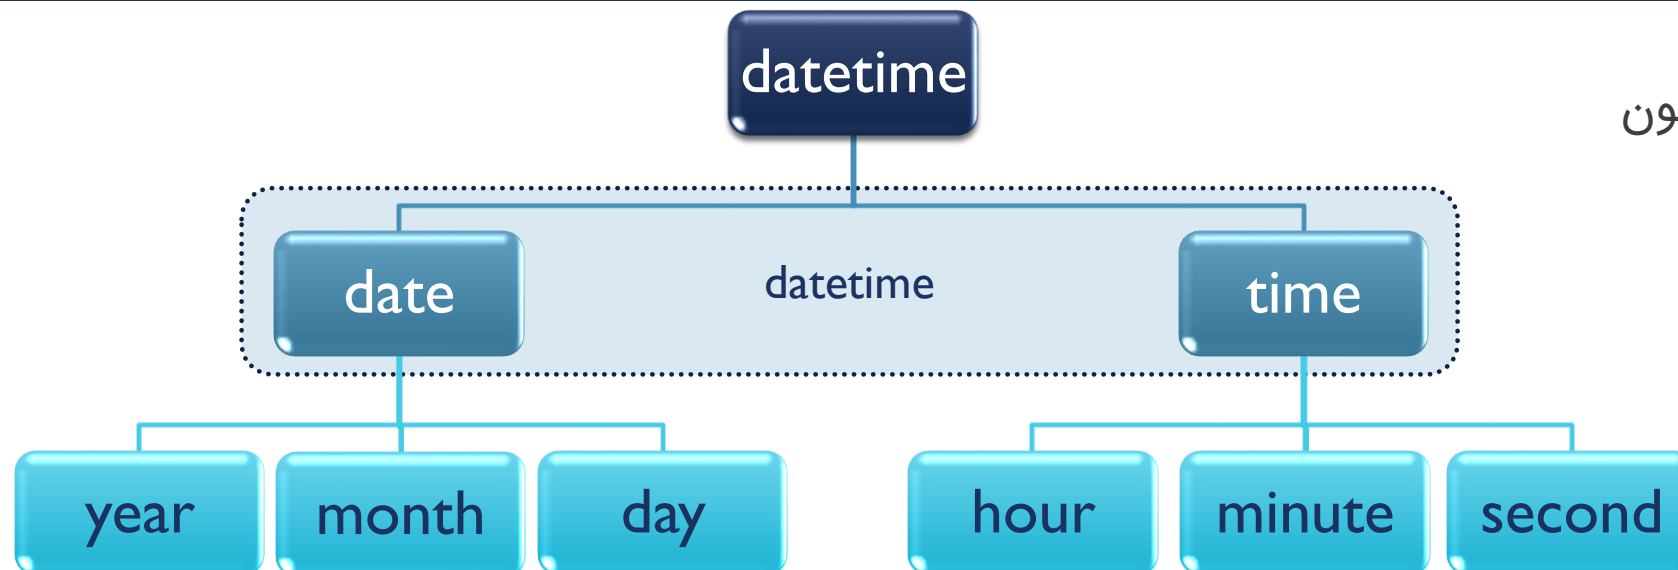 datetime
date
datetime
time
year
month
day
hour
minute
second